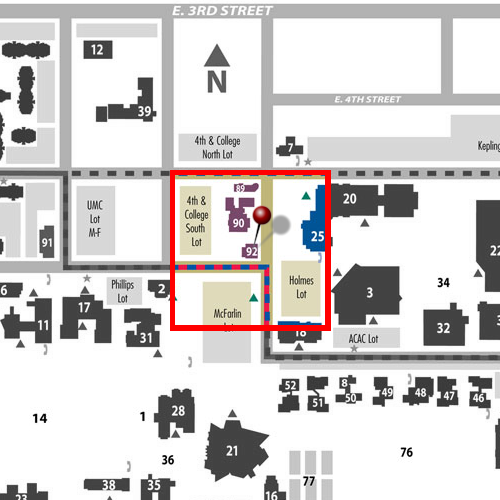 E. 3RD STREET
12
N
39
E. 4TH STREET
4th & College
North Lot
7
Kepling
89
4th &
College
South
Lot
90
92
20
25
UMC
Lot
M-F
91
22
34
Holmes
Lot
3
32
6
11
17
Phillips
Lot
2
31
McFarlin
18
ACAC Lot
52
51
8
50
49
48
47
46
14
1
28
36
21
76
77
38
35
23
16